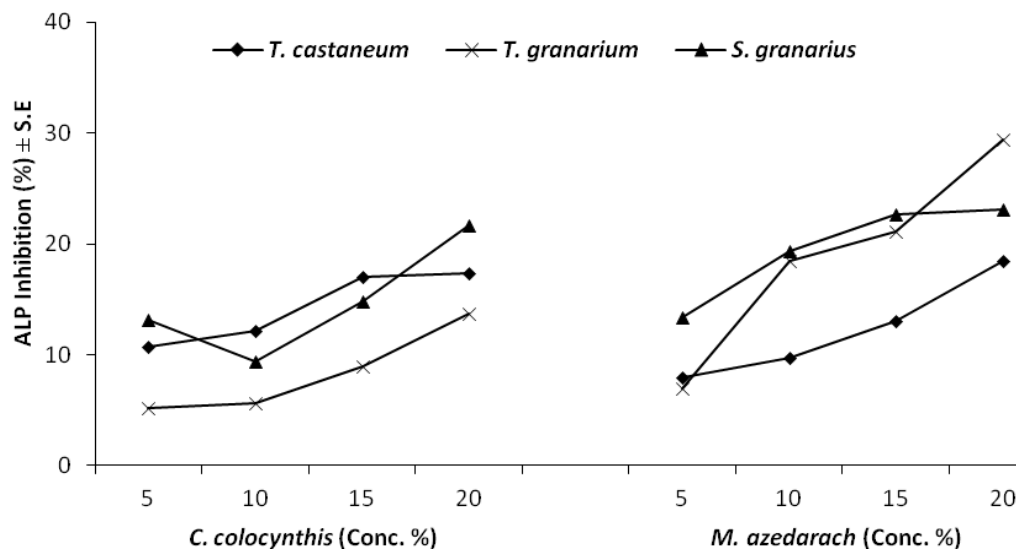 40
T. castaneum T. granarium S. granarius
30
20
10
0
ALP Inhibition (%) ± S.E
5 10 15 20 5 10 15 20
C. colocynthis (Conc. %) M. azedarach (Conc. %)